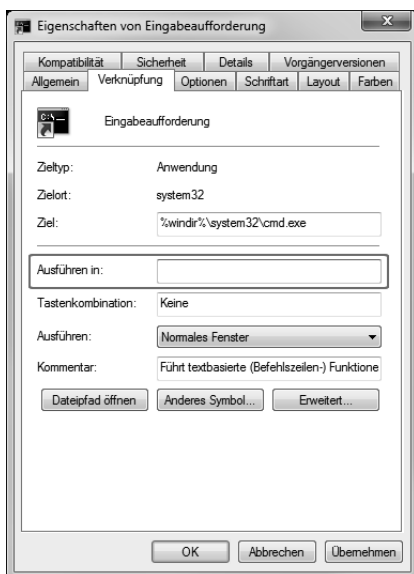 Eigenschaften von Eingabeaufforderung
Kompatibilität Sicherheit Details Vorgängerversionen
Allgemein Verknüpfung Optionen Schriftart Layout Farben
C:\
Eingabeaufforderung
Zieltyp: Anwendung
Zielort: system32
Ziel: %windir%\system32\cmd.exe
Ausführen in:
Tastenkombination: Keine
Ausführen: Normales Fenster
Kommentar: Führt textbasierte (Befehlszeilen-) Funktione
Dateipfad öffnen Anderes Symbol... Erweitert...
OK Abbrechen Übernehmen